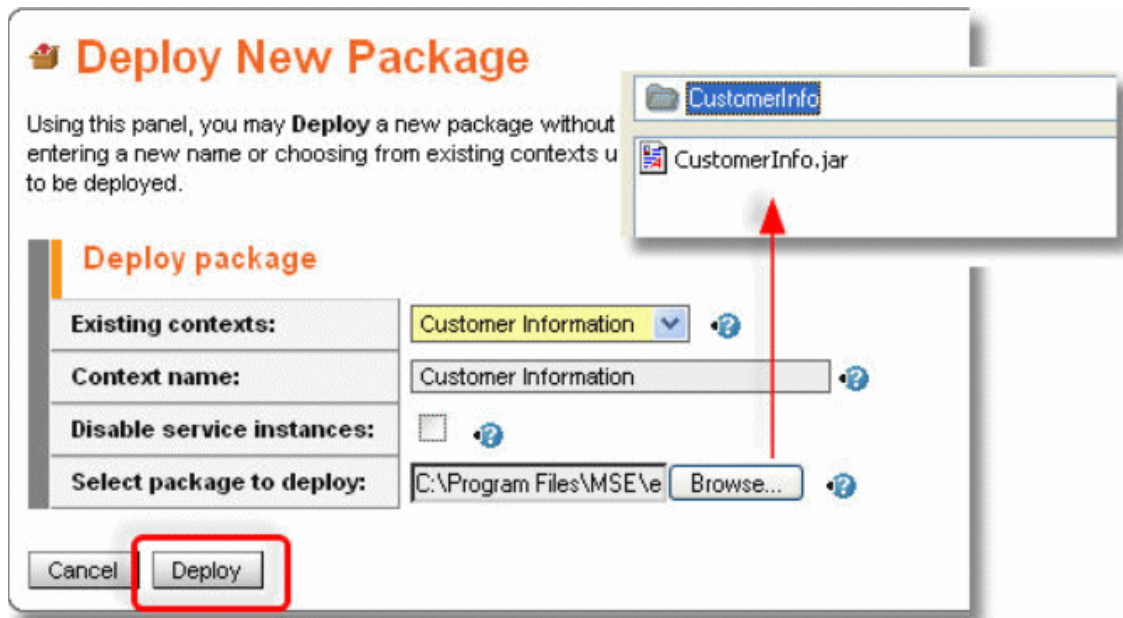 Deploy New Package
Using this panel, you may Deploy a new package without
entering a new name or choosing from existing contexts u
to be deployed.
CustomerInfo
CustomerInfo.jar
Deploy package
Existing contexts: Customer Information
Context name: Customer Information
Disable service instances:
Select package to deploy: C:\Program Files\MSE\e Browse...
Cancel Deploy